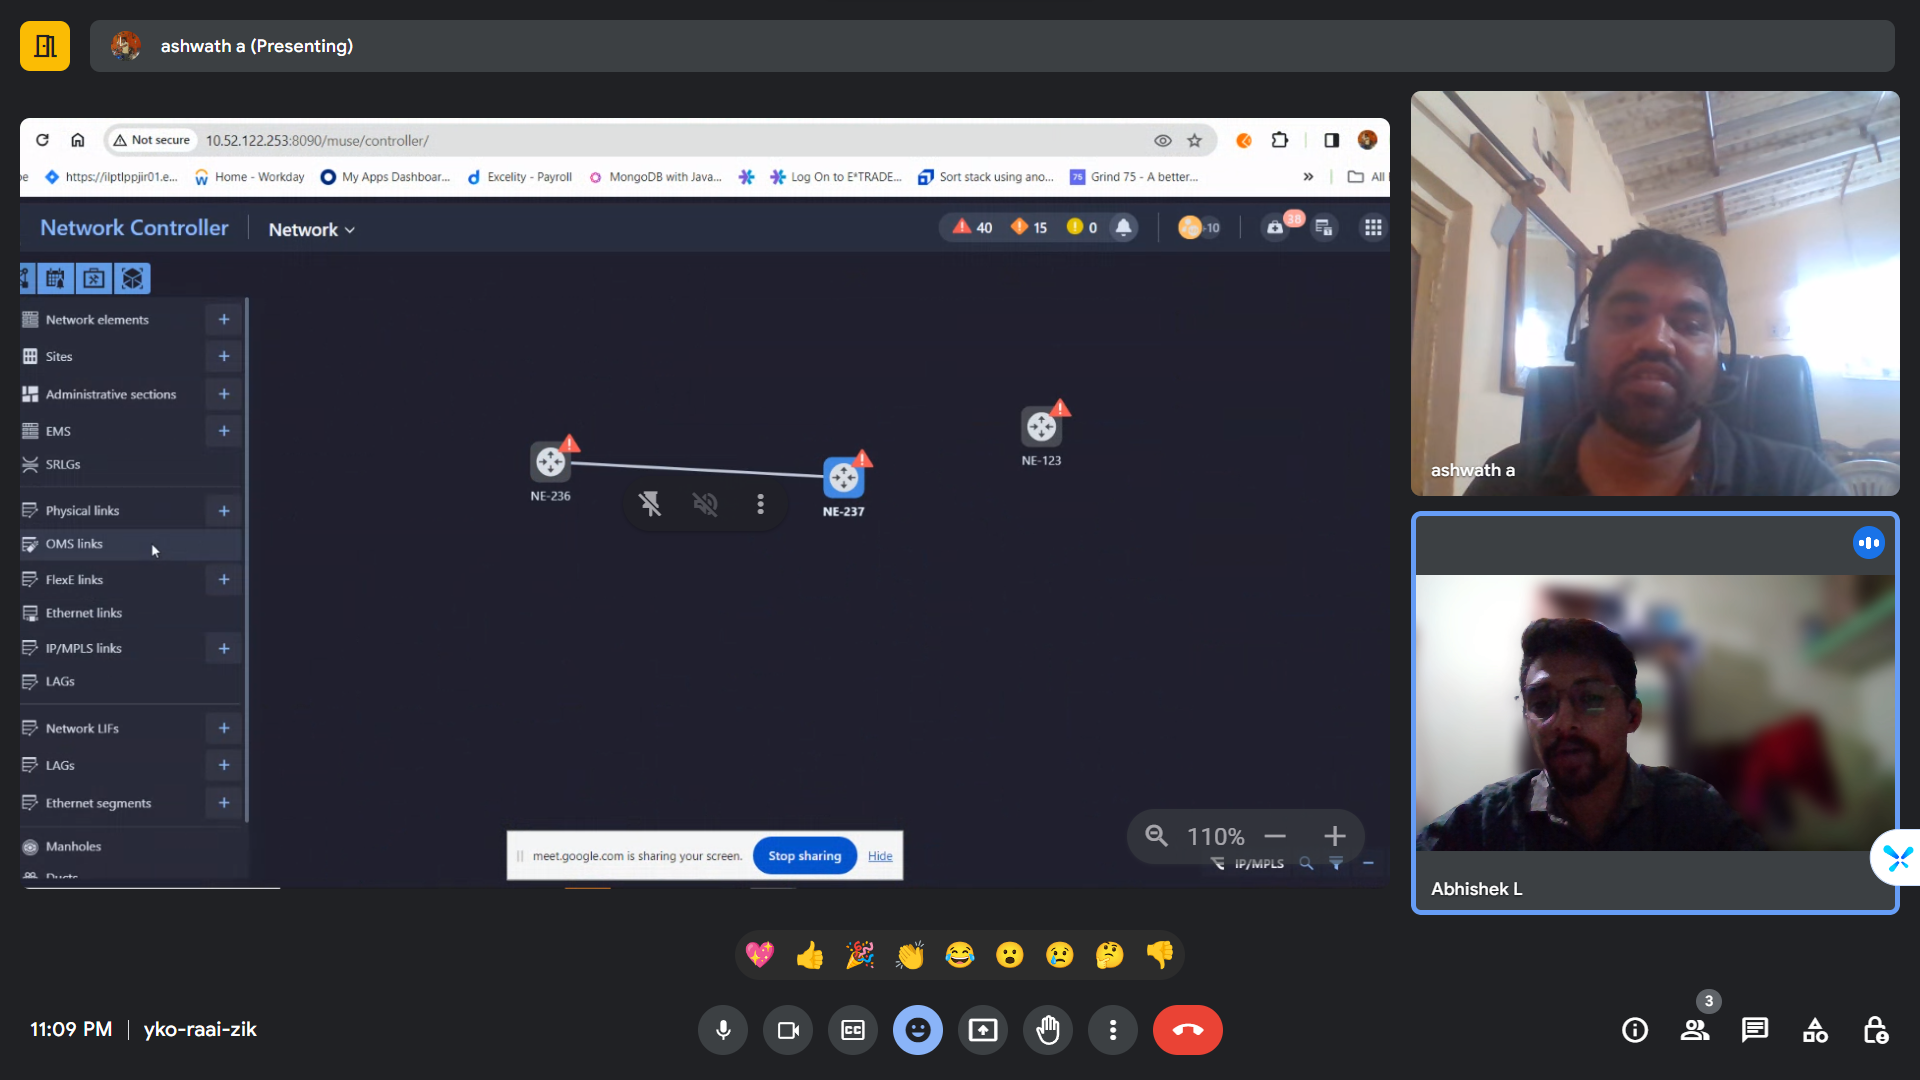 ashwath a (Presenting)
Not secure
10.52.122.253:8090/muse/controller/
https://ilptlppjir01.e...
Home - Workday
My Apps Dashboar...
Excelity - Payroll
MongoDB with Java...
Log On to E*TRADE...
Sort stack using ano...
75
Grind 75 - A better...
»
All
Network Controller
Network
40
15
0
-10
38
Network elements
Sites
Administrative sections
EMS
SRLGs
Physical links
OMS links
FlexE links
Ethernet links
IP/MPLS links
LAGs
Network LIFs
LAGs
Ethernet segments
Manholes
Ducts
NE-236
NE-237
NE-123
110%
IP/MPLS
meet.google.com is sharing your screen.
Stop sharing
Hide
ashwath a
Abhishek L
11:09 PM
yko-raai-zik
CC
3